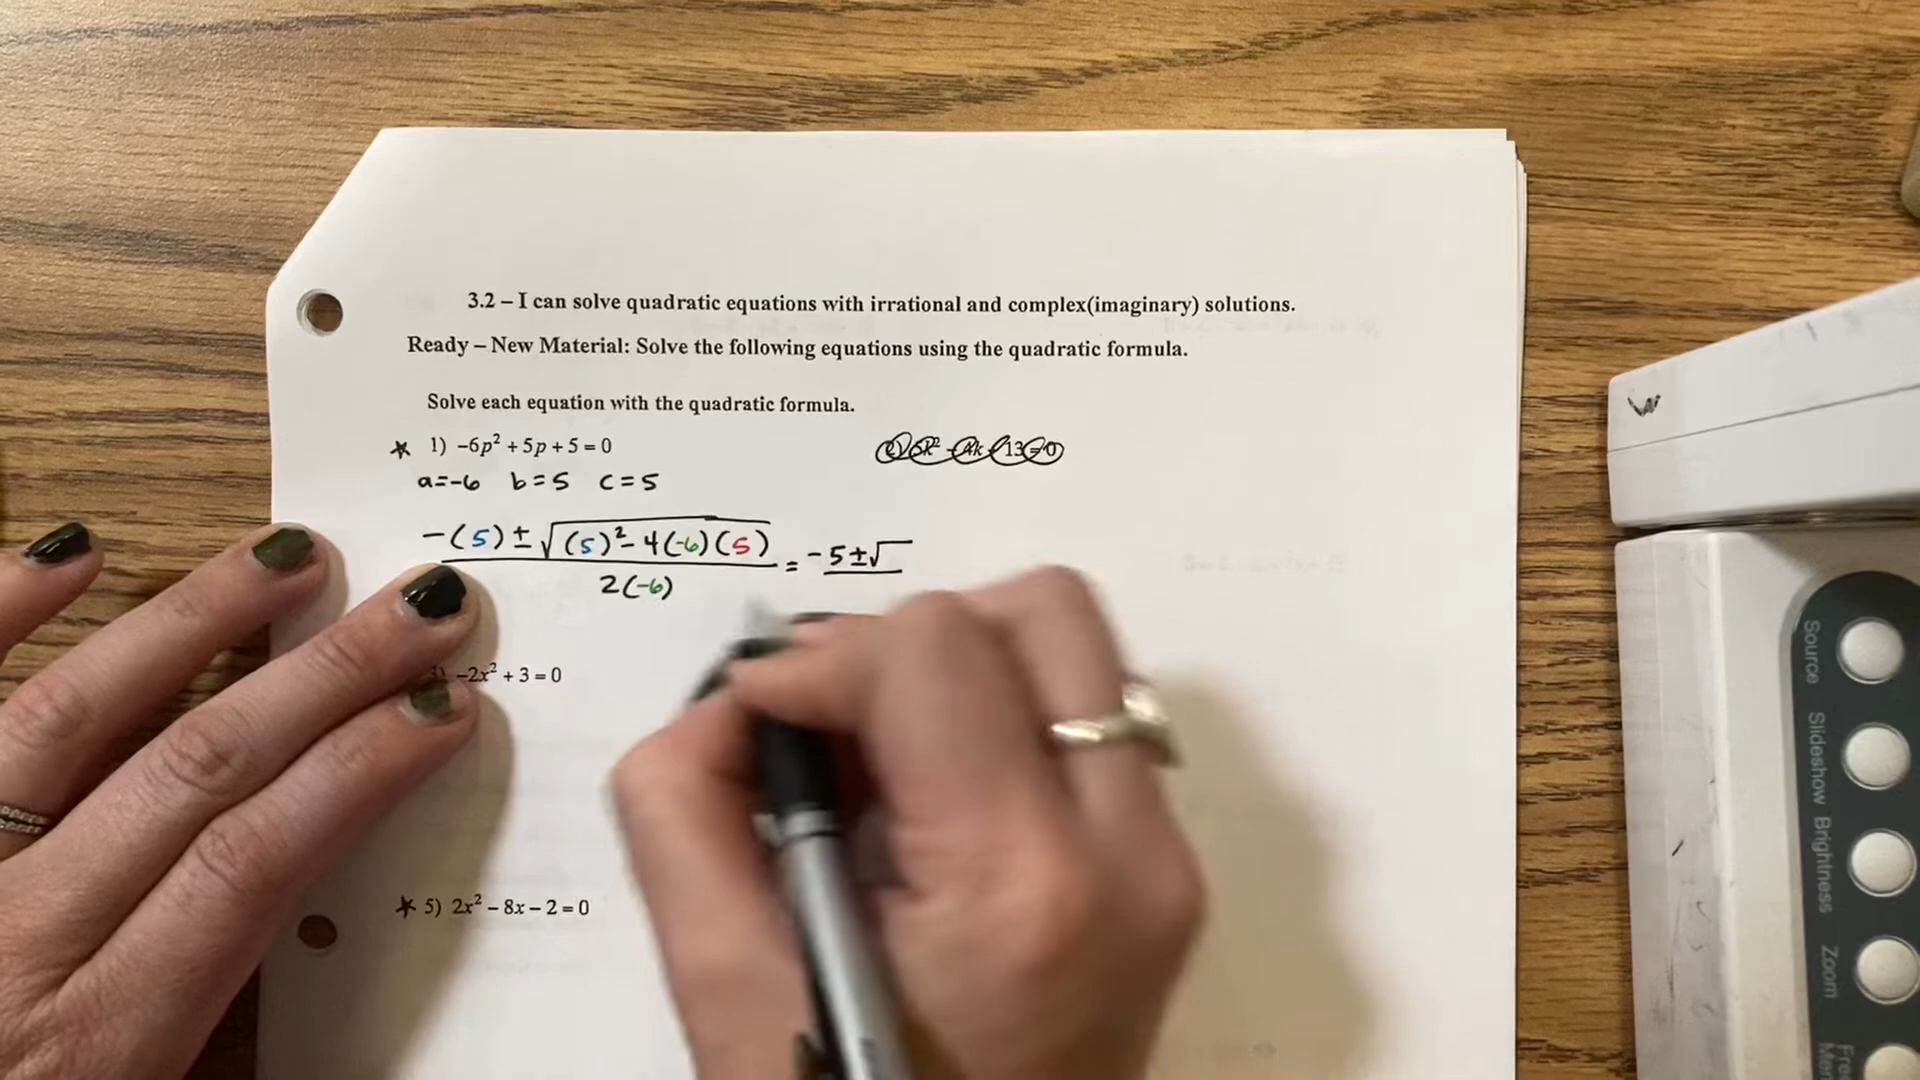 3.2 – I can solve quadratic equations with irrational and complex(imaginary) solutions.
Ready – New Material: Solve the following equations using the quadratic formula.
Solve each equation with the quadratic formula.
1) -6p² + 5p + 5 = 0
a=-6 b=5 c=5
-(5)±√(5)²-4(-6)(5)
2(-6)
= -5±√
-2x² + 3 = 0
5) 2x² – 8x – 2 = 0
Source
Slideshow
Brightness
Zoom